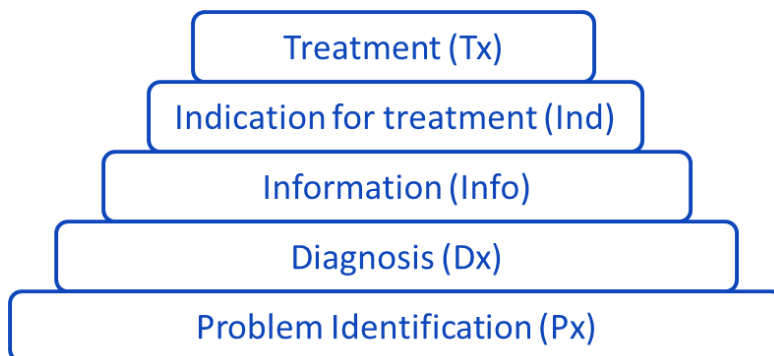 Treatment (Tx)
Indication for treatment (Ind)
Information (Info)
Diagnosis (Dx)
Problem Identification (Px)